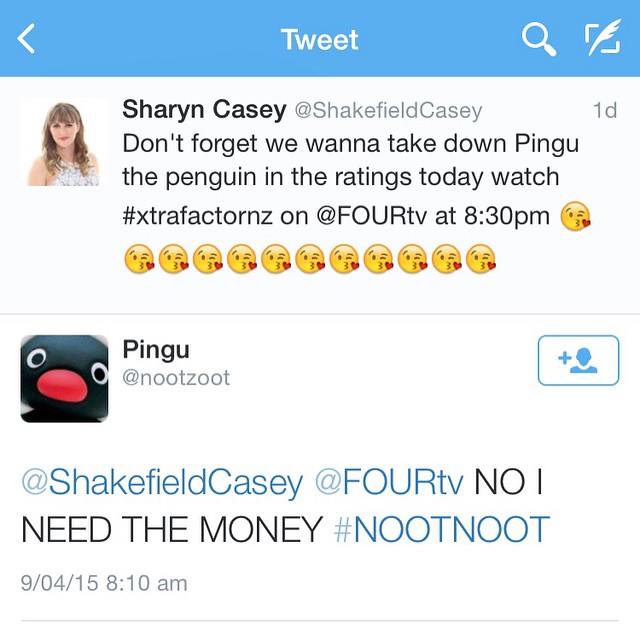 Tweet
Sharyn Casey @ShakefieldCasey 1d
Don't forget we wanna take down Pingu
the penguin in the ratings today watch
#xtrafactornz on @FOURtv at 8:30pm 😘
😘😘😘😘😘😘😘😘😘😘😘
Pingu
@nootzoot
@ShakefieldCasey @FOURtv NO I
NEED THE MONEY #NOOTNOOT
9/04/15 8:10 am